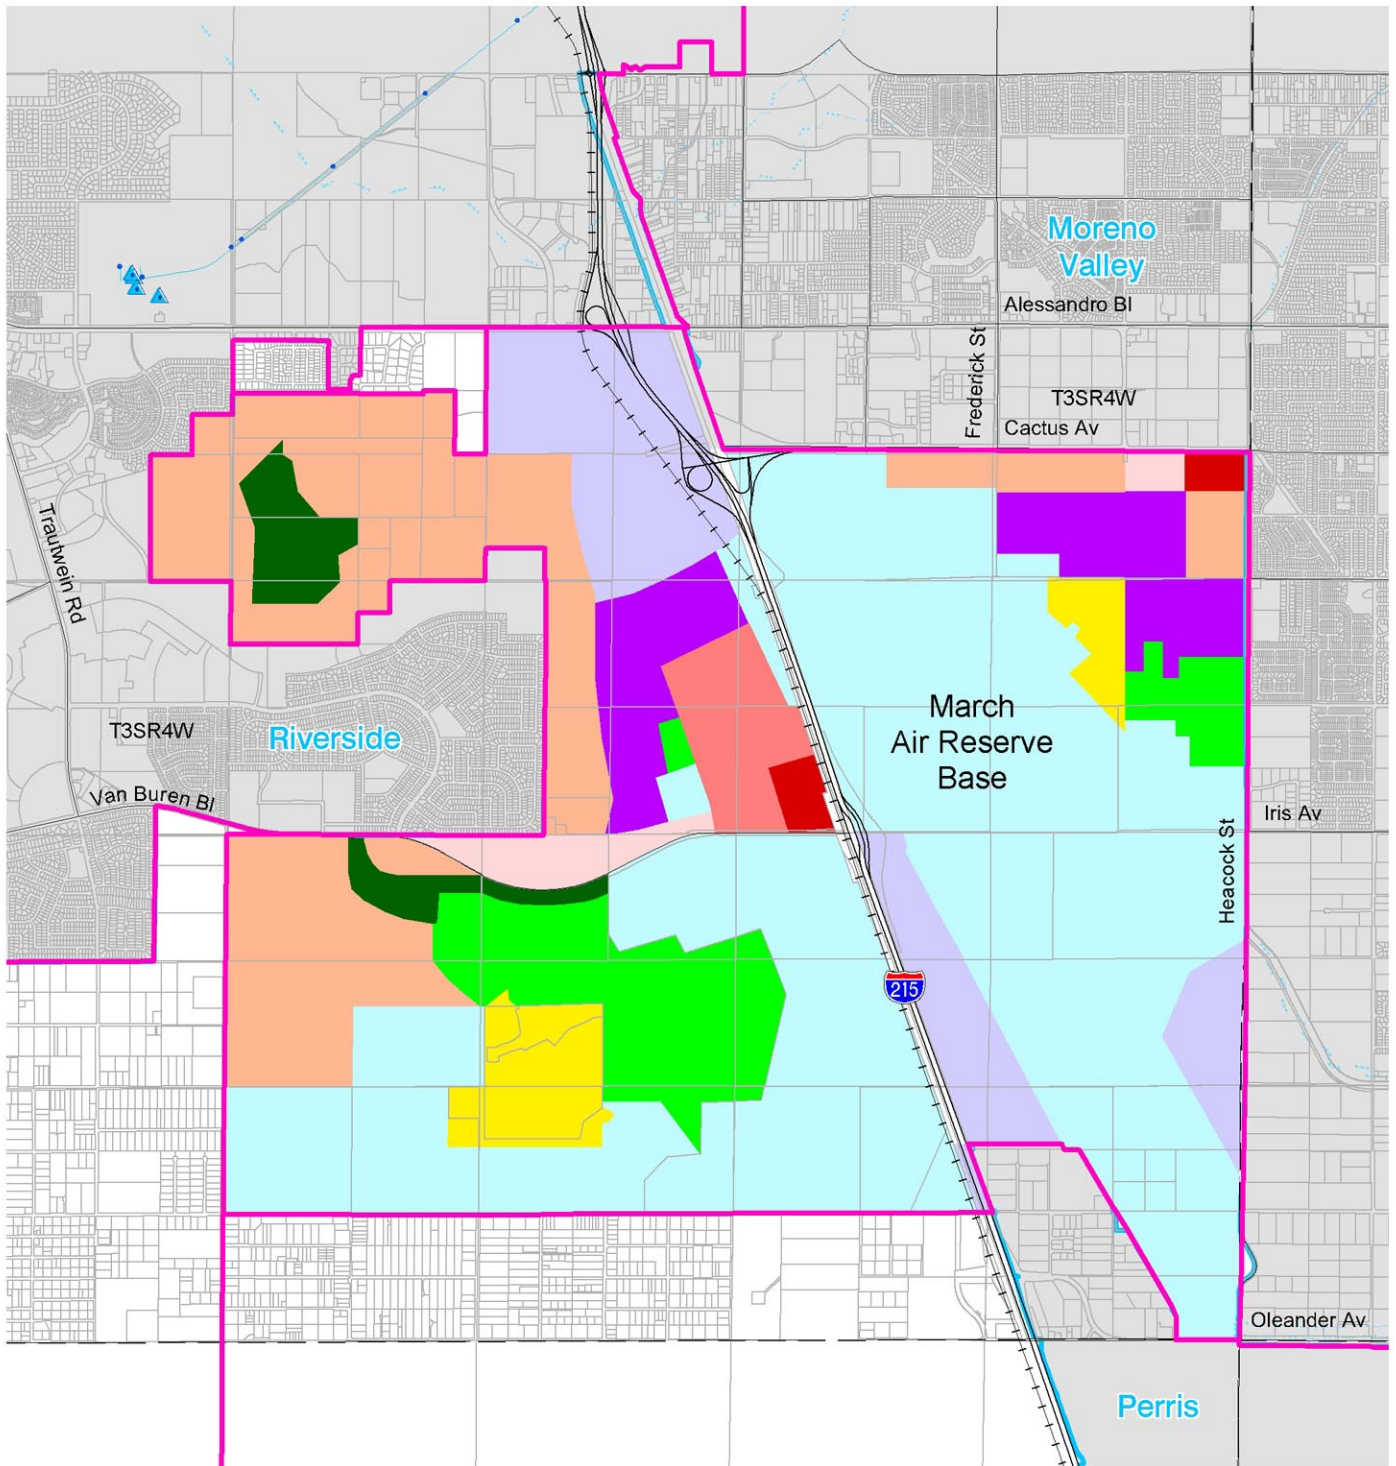 Moreno
Valley
Alessandro Bl
Frederick St
T3SR4W
Cactus Av
Trautwein Rd
March
Air Reserve
Base
T3SR4W
Riverside
Van Buren Bl
Iris Av
Heacock St
215
Oleander Av
Perris